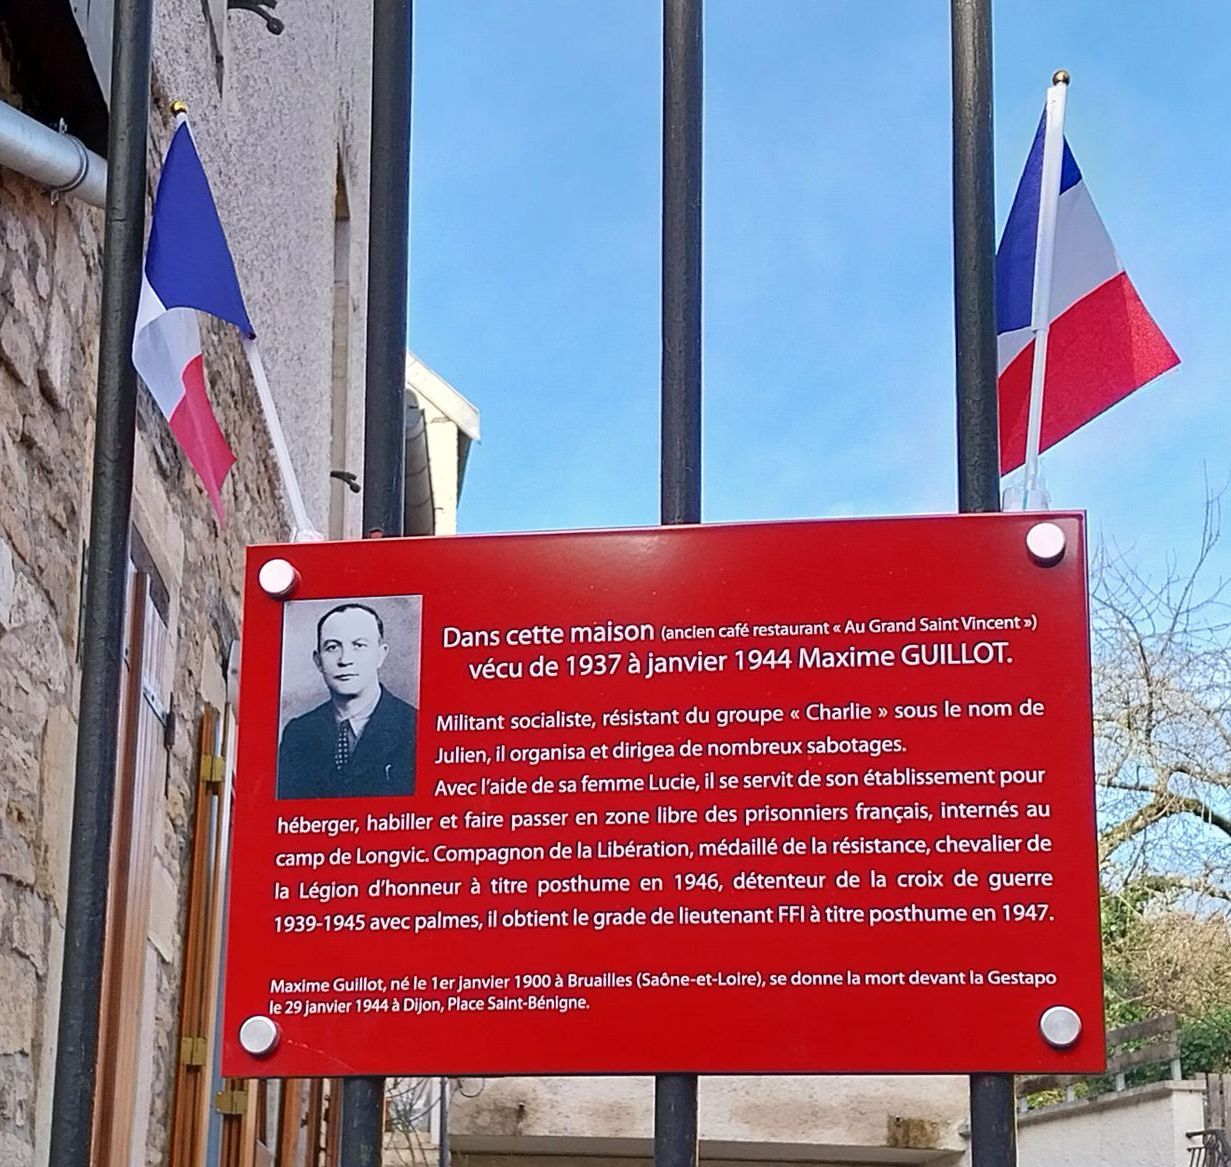 Dans cette maison (ancien café restaurant « Au Grand Saint Vincent »)
vécu de 1937 à janvier 1944 Maxime GUILLOT.
Militant socialiste, résistant du groupe « Charlie » sous le nom de
Julien, il organisa et dirigea de nombreux sabotages.
Avec l'aide de sa femme Lucie, il se servit de son établissement pour
héberger, habiller et faire passer en zone libre des prisonniers français, internés au
camp de Longvic. Compagnon de la Libération, médaillé de la résistance, chevalier de
la Légion d'honneur à titre posthume en 1946, détenteur de la croix de guerre
1939-1945 avec palmes, il obtient le grade de lieutenant FFI à titre posthume en 1947.
Maxime Guillot, né le 1er janvier 1900 à Bruailles (Saône-et-Loire), se donne la mort devant la Gestapo
le 29 janvier 1944 à Dijon, Place Saint-Bénigne.